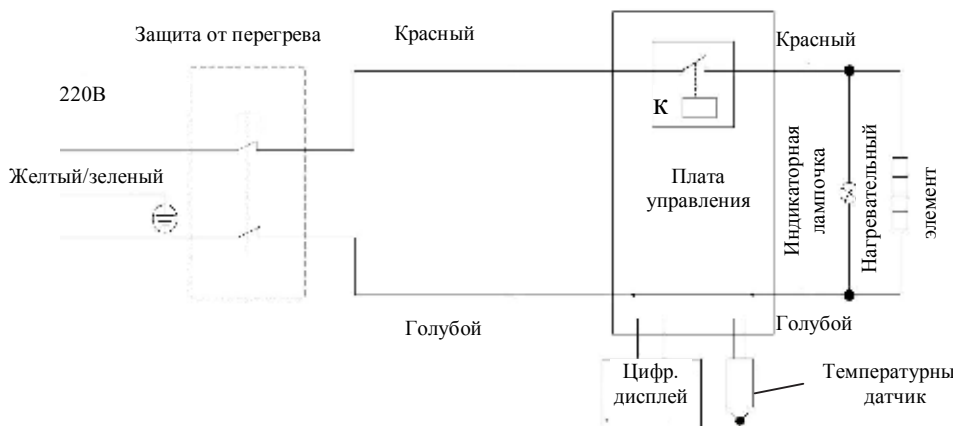 Защита от перегрева
Красный
Красный
220В
К
Желтый/зеленый
Плата
управления
Индикаторная
лампочка
Нагревательный
элемент
Голубой
Голубой
Цифр.
дисплей
Температурны
датчик